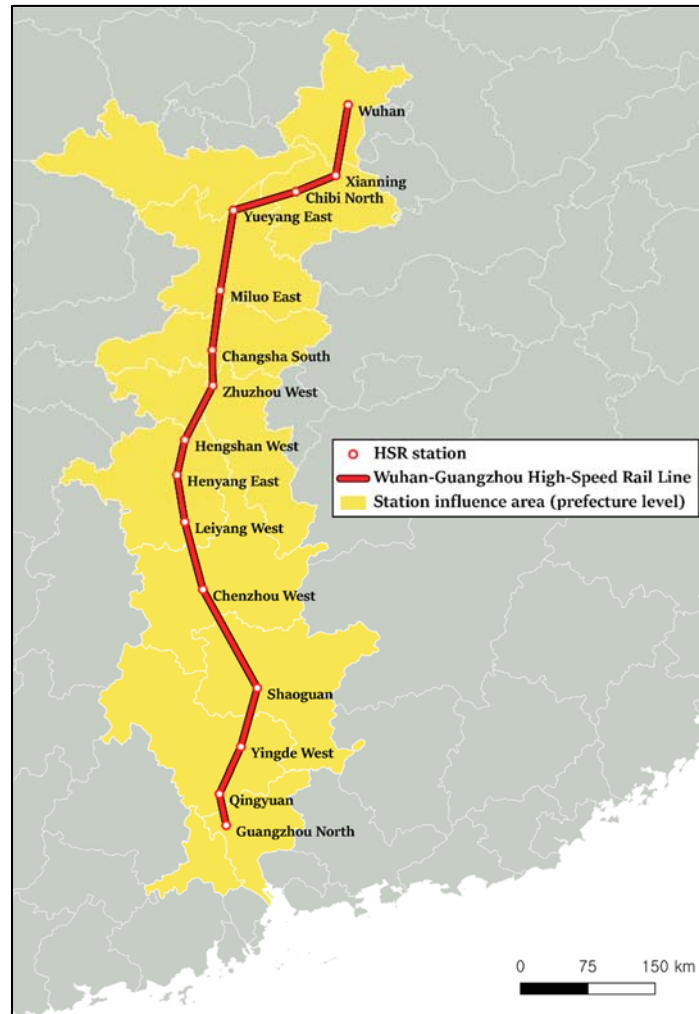 Wuhan
Xianning
Chibi North
Yueyang East
Miluo East
Changsha South
Zhuzhou West
Hengshan West
HSR station
Wuhan-Guangzhou High-Speed Rail Line
Henyang East
Station influence area (prefecture level)
Leiyang West
Chenzhou West
Shaoguan
Yingde West
Qingyuan
Guangzhou North
0 75 150 km